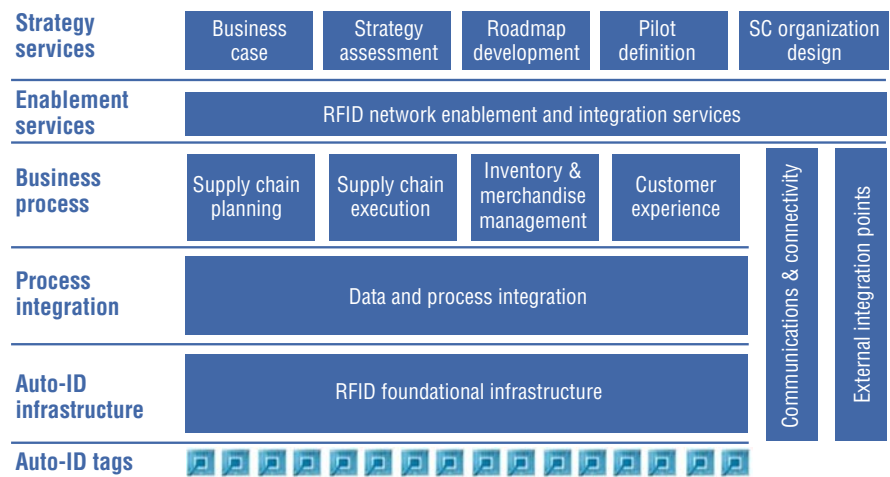 Strategy
services
Business
case
Strategy
assessment
Roadmap
development
Pilot
definition
SC organization
design
Enablement
services
RFID network enablement and integration services
Business
process
Supply chain
planning
Supply chain
execution
Inventory &
merchandise
management
Customer
experience
Communications & connectivity
External integration points
Process
integration
Data and process integration
Auto-ID
infrastructure
RFID foundational infrastructure
Auto-ID tags